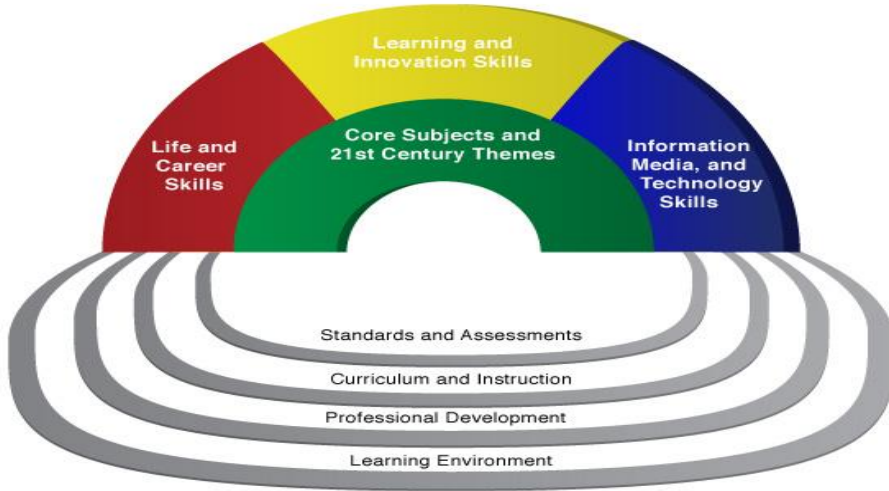 Learning and
Innovation Skills
Core Subjects and
21st Century Themes
Life and
Career
Skills
Information
Media, and
Technology
Skills
Standards and Assessments
Curriculum and Instruction
Professional Development
Learning Environment